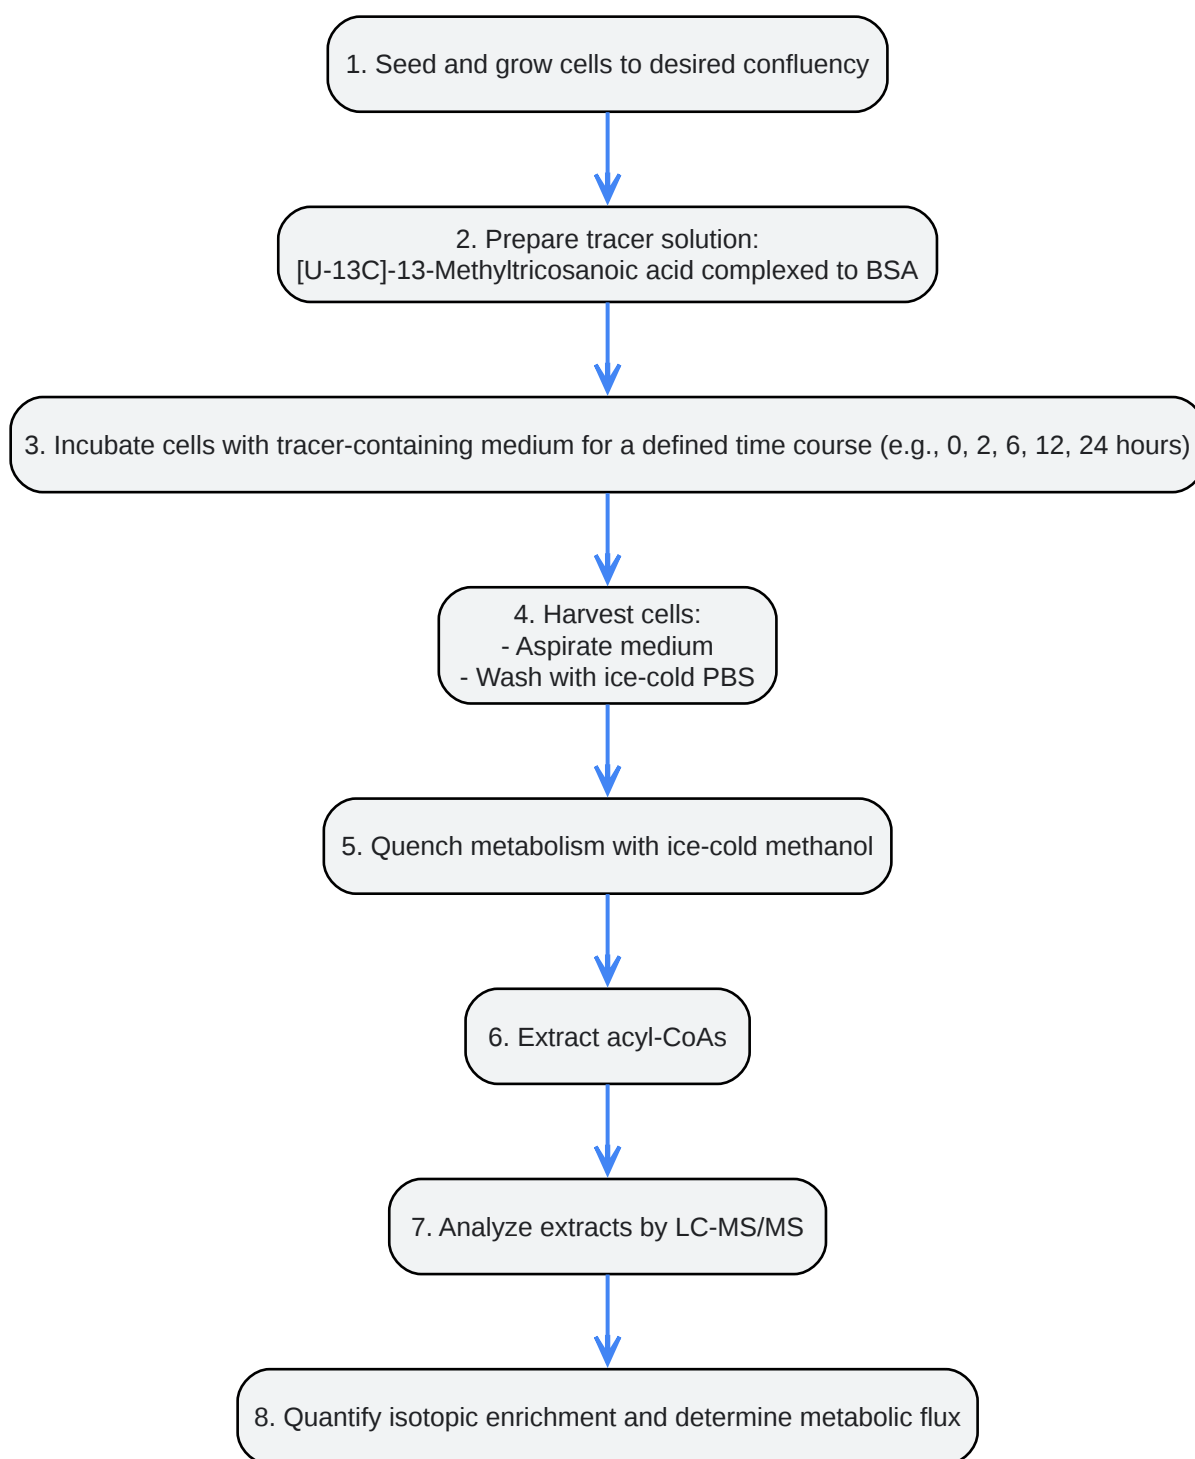 1. Seed and grow cells to desired confluency
2. Prepare tracer solution:
[U-13C]-13-Methyltricosanoic acid complexed to BSA
3. Incubate cells with tracer-containing medium for a defined time course (e.g., 0, 2, 6, 12, 24 hours)
4. Harvest cells:
- Aspirate medium
- Wash with ice-cold PBS
5. Quench metabolism with ice-cold methanol
6. Extract acyl-CoAs
7. Analyze extracts by LC-MS/MS
8. Quantify isotopic enrichment and determine metabolic flux